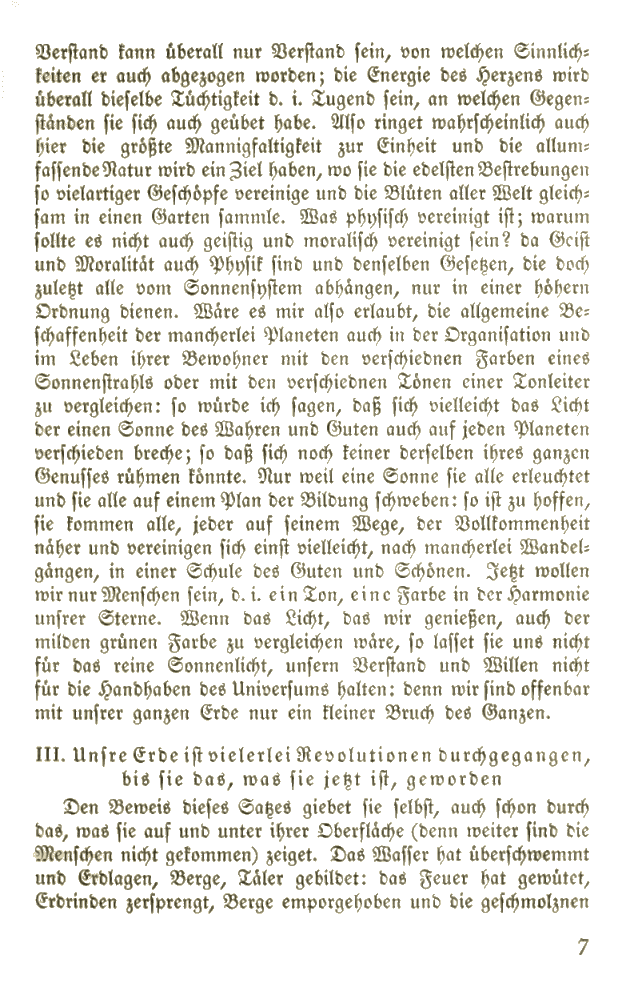 Verstand kann überall nur Verstand sein, von welchen Sinnlich-
keiten er auch abgezogen worden; die Energie des Herzens wird
überall dieselbe Tüchtigkeit d. i. Tugend sein, an welchen Gegen-
ständen sie sich auch geübet habe. Also ringet wahrscheinlich auch
hier die größte Mannigfaltigkeit zur Einheit und die allum-
fassende Natur wird ein Ziel haben, wo sie die edelsten Bestrebungen
so vielartiger Geschöpfe vereinige und die Blüten aller Welt gleich-
sam in einen Garten sammle. Was physisch vereinigt ist; warum
sollte es nicht auch geistig und moralisch vereinigt sein? da Geist
und Moralität auch Physik sind und denselben Gesetzen, die doch
zuletzt alle vom Sonnensystem abhängen, nur in einer höhern
Ordnung dienen. Wäre es mir also erlaubt, die allgemeine Be-
schaffenheit der mancherlei Planeten auch in der Organisation und
im Leben ihrer Bewohner mit den verschiednen Farben eines
Sonnenstrahls oder mit den verschiednen Tönen einer Tonleiter
zu vergleichen: so würde ich sagen, daß sich vielleicht das Licht
der einen Sonne des Wahren und Guten auch auf jeden Planeten
verschieden breche; so daß sich noch keiner derselben ihres ganzen
Genusses rühmen könnte. Nur weil eine Sonne sie alle erleuchtet
und sie alle auf einem Plan der Bildung schweben: so ist zu hoffen,
sie kommen alle, jeder auf seinem Wege, der Vollkommenheit
näher und vereinigen sich einst vielleicht, nach mancherlei Wandel-
gängen, in einer Schule des Guten und Schönen. Jetzt wollen
wir nur Menschen sein, d. i. ein Ton, eine Farbe in der Harmonie
unsrer Sterne. Wenn das Licht, das wir genießen, auch der
milden grünen Farbe zu vergleichen wäre, so lasset sie uns nicht
für das reine Sonnenlicht, unsern Verstand und Willen nicht
für die Handhaben des Universums halten: denn wir sind offenbar
mit unsrer ganzen Erde nur ein kleiner Bruch des Ganzen.
III. Unsre Erde ist vielerlei Revolutionen durchgegangen,
bis sie das, was sie jetzt ist, geworden
Den Beweis dieses Satzes giebet sie selbst, auch schon durch
das, was sie auf und unter ihrer Oberfläche (denn weiter sind die
Menschen nicht gekommen) zeiget. Das Wasser hat überschwemmt
und Erdlagen, Berge, Täler gebildet: das Feuer hat gewütet,
Erdrinden zersprengt, Berge emporgehoben und die geschmolznen
7